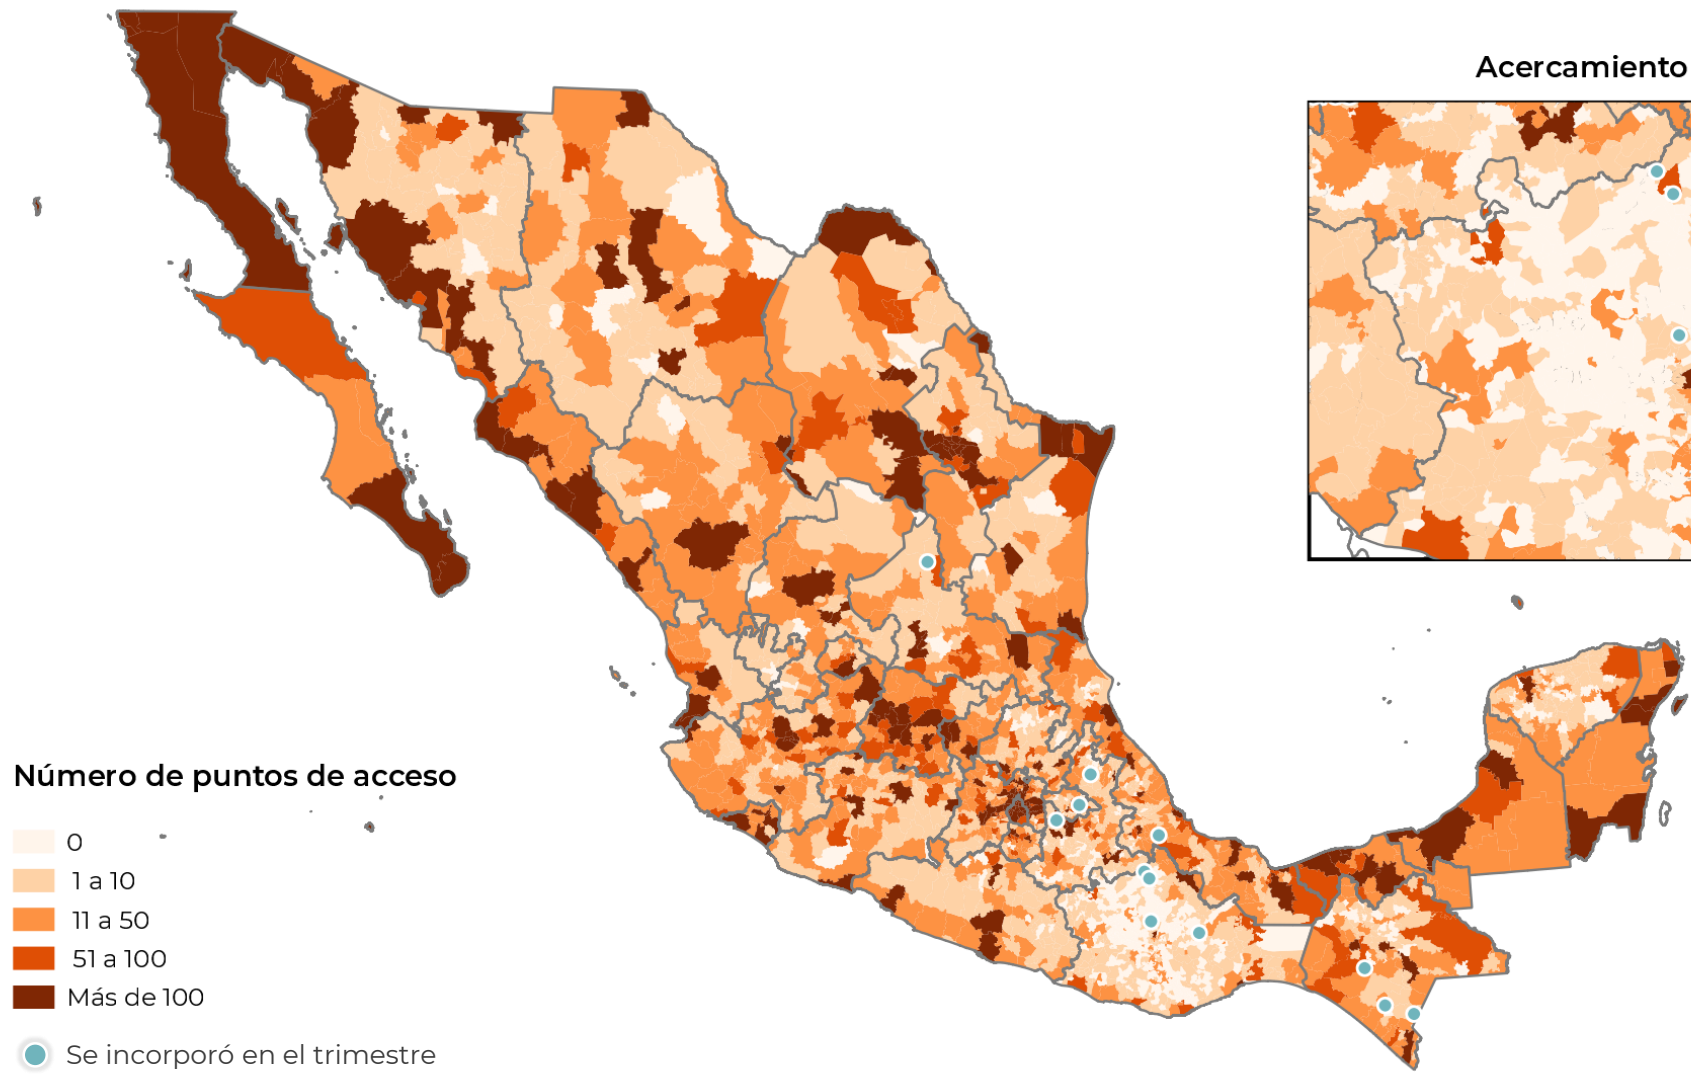 Acercamiento
Número de puntos de acceso
0
1 a 10
11 a 50
51 a 100
Más de 100
Se incorporó en el trimestre